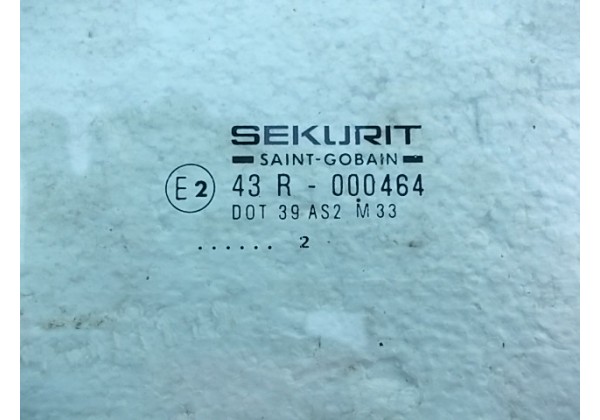 SEKURIT
SAINT-GOBAIN
E2 43 R - 000464
DOT 39 AS2 M33
...... 2